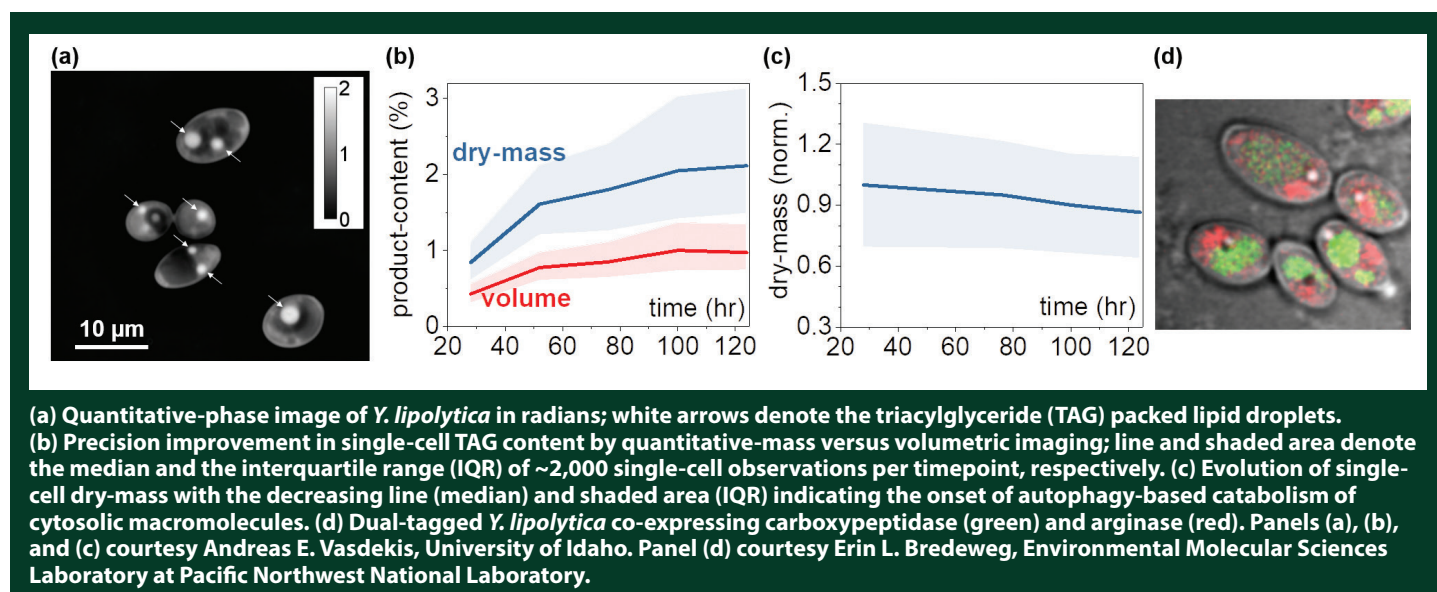 (a)
2
1
0
10 µm
(b)
product-content (%)
3
2
1
0
dry-mass
volume
time (hr)
20 40 60 80 100 120
(c)
dry-mass (norm.)
1.5
1.2
0.9
0.6
0.3
time (hr)
20 40 60 80 100 120
(d)
(a) Quantitative-phase image of Y. lipolytica in radians; white arrows denote the triacylglyceride (TAG) packed lipid droplets.
(b) Precision improvement in single-cell TAG content by quantitative-mass versus volumetric imaging; line and shaded area denote
the median and the interquartile range (IQR) of ~2,000 single-cell observations per timepoint, respectively. (c) Evolution of single-
cell dry-mass with the decreasing line (median) and shaded area (IQR) indicating the onset of autophagy-based catabolism of
cytosolic macromolecules. (d) Dual-tagged Y. lipolytica co-expressing carboxypeptidase (green) and arginase (red). Panels (a), (b),
and (c) courtesy Andreas E. Vasdekis, University of Idaho. Panel (d) courtesy Erin L. Bredeweg, Environmental Molecular Sciences
Laboratory at Pacific Northwest National Laboratory.